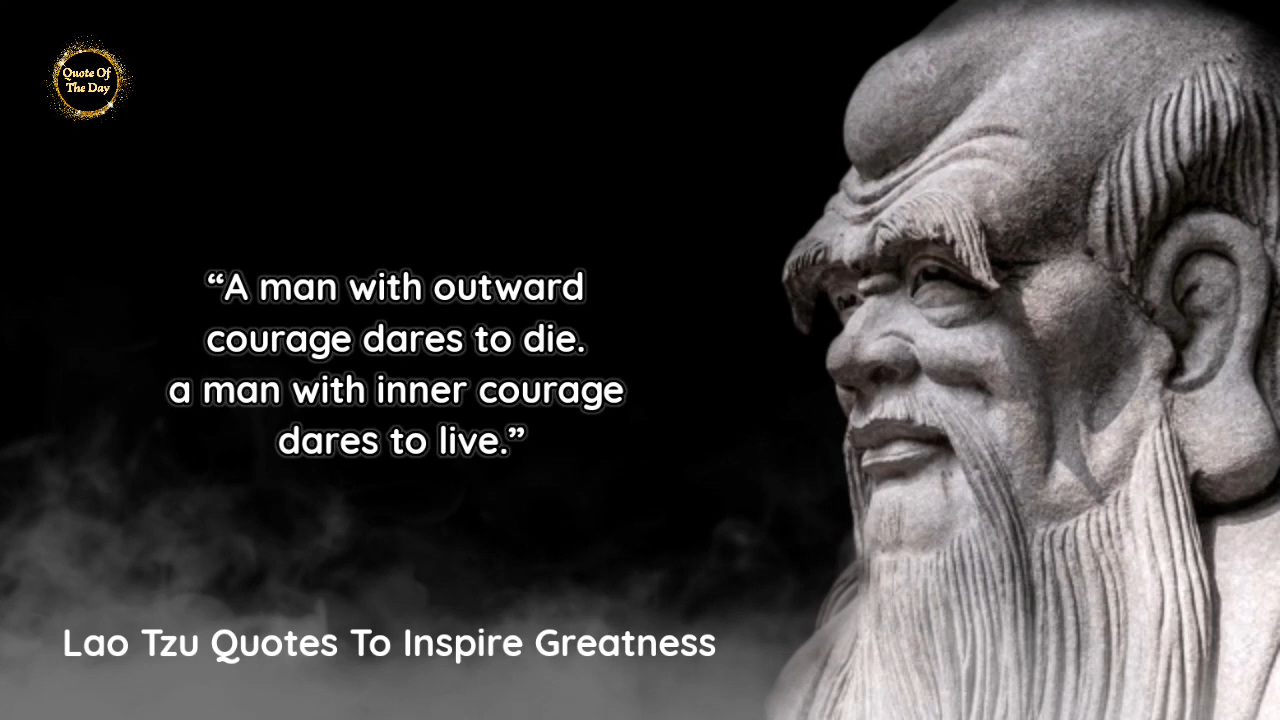 Quote Of
The Day
“A man with outward
courage dares to die.
a man with inner courage
dares to live.”
Lao Tzu Quotes To Inspire Greatness